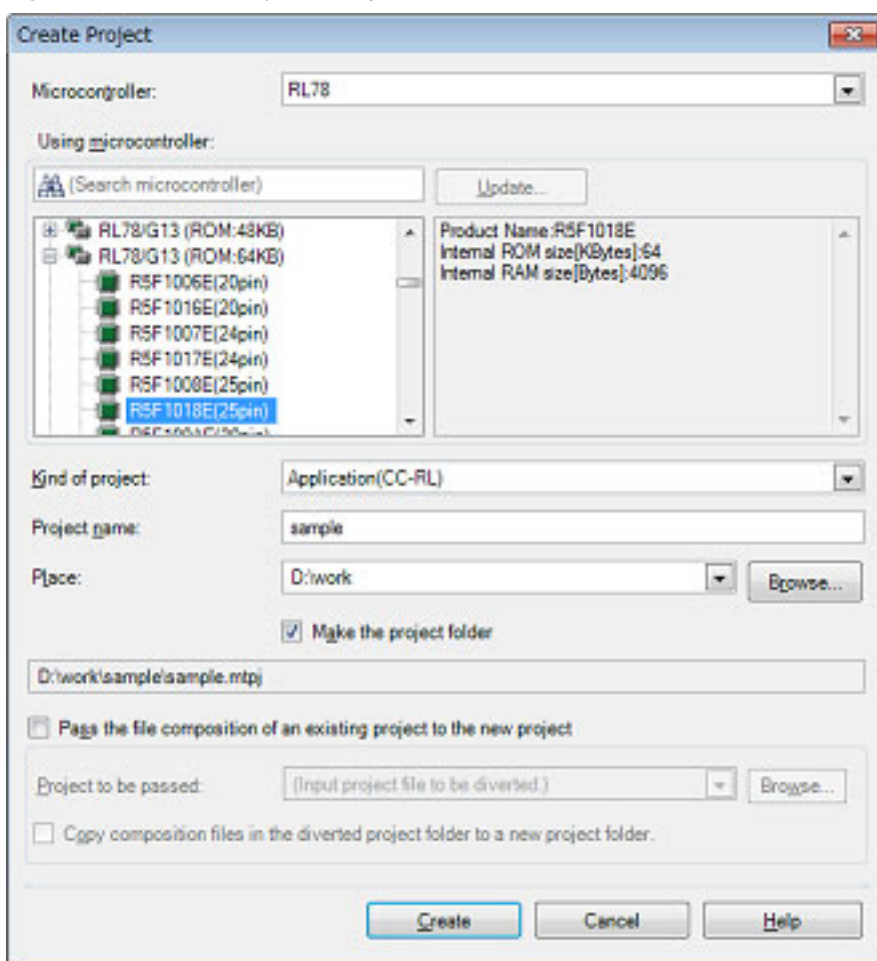 Create Project
Microcontroller: RL78
Using microcontroller:
(Search microcontroller) Update...
RL78/G13 (ROM:48KB)
RL78/G13 (ROM:64KB)
R5F1006E(20pin)
R5F1016E(20pin)
R5F1007E(24pin)
R5F1017E(24pin)
R5F1008E(25pin)
R5F1018E(25pin)
Product Name:R5F1018E
Internal ROM size[KBytes]:64
Internal RAM size[Bytes]:4096
Kind of project: Application(CC-RL)
Project name: sample
Place: D:\work Browse...
Make the project folder
D:\work\sample\sample.mtpj
Pass the file composition of an existing project to the new project
Project to be passed: (Input project file to be diverted.) Browse...
Copy composition files in the diverted project folder to a new project folder.
Create Cancel Help